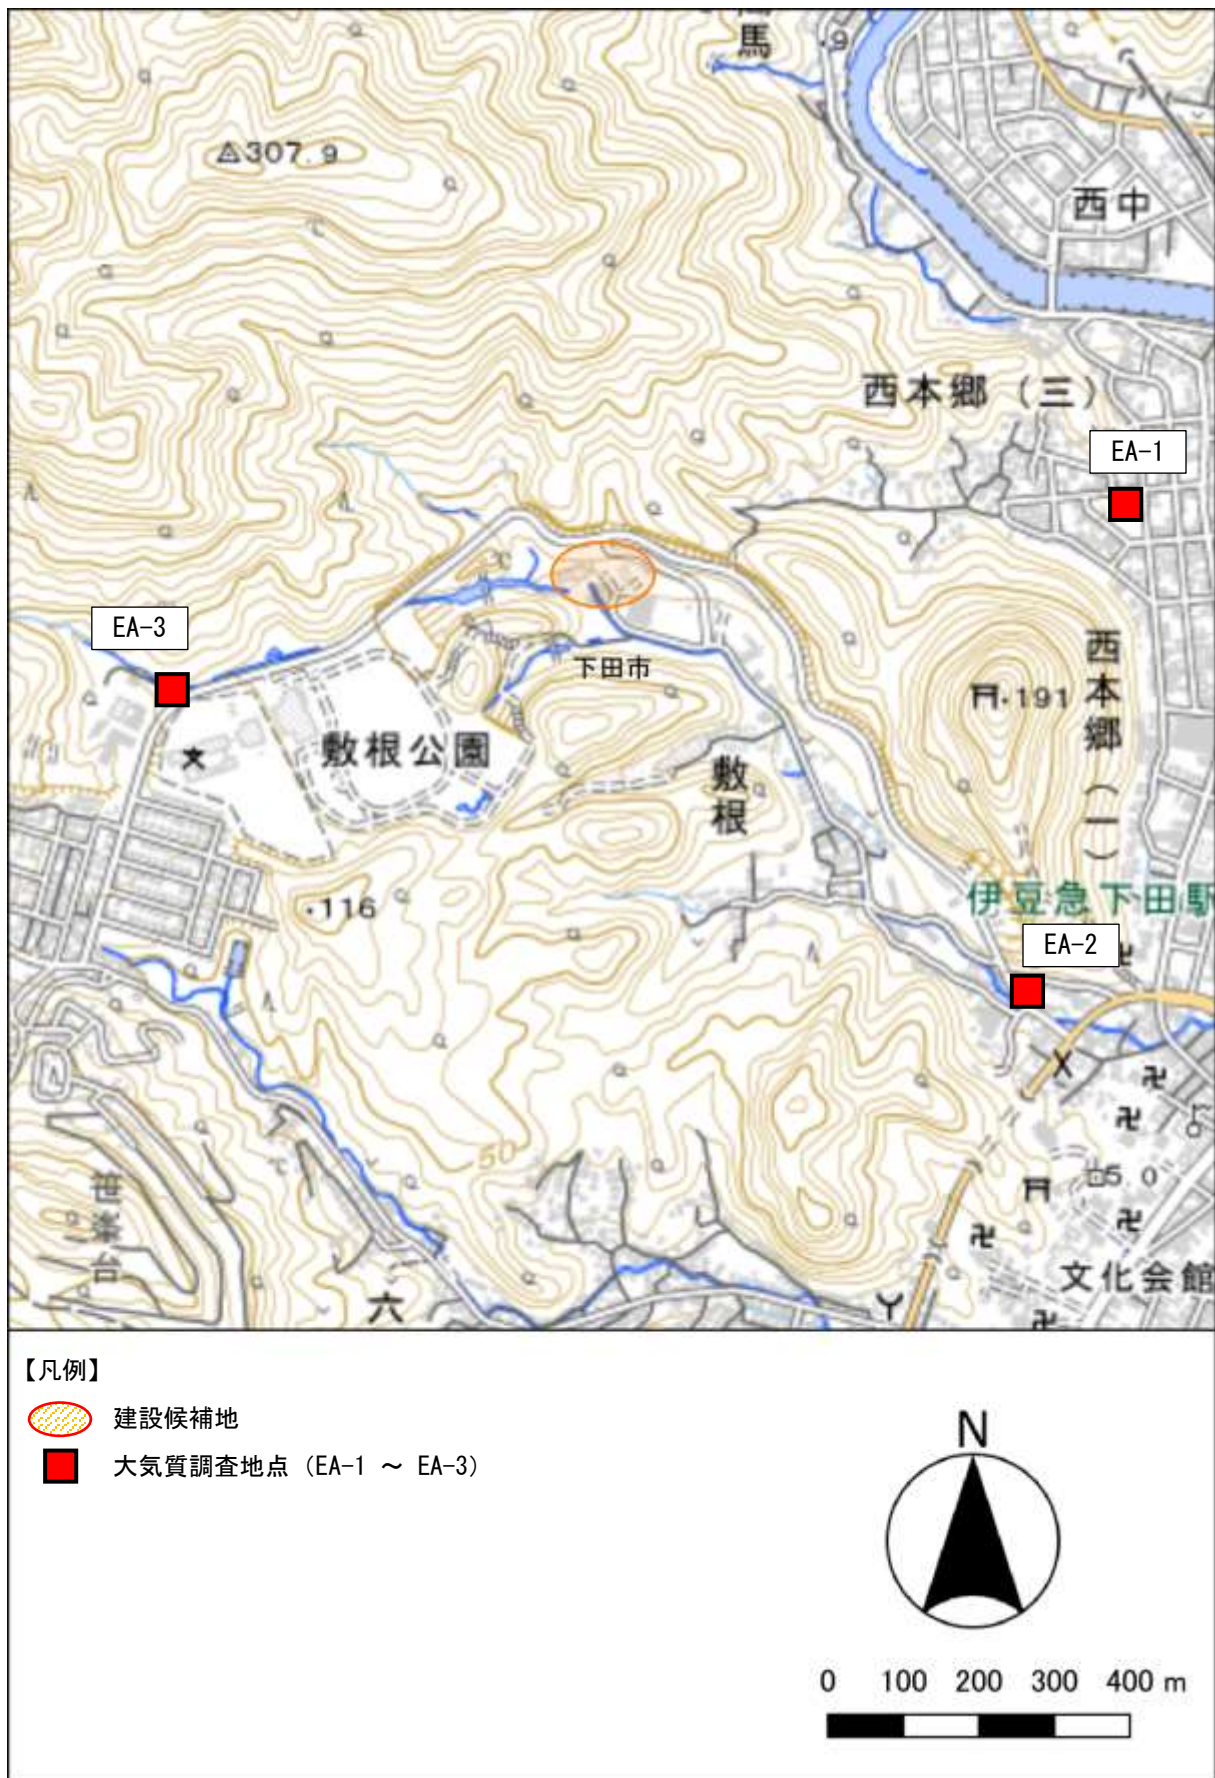 馬
・9
△307.9
西中
西本郷（三）
EA-1
EA-3
下田市
敷根公園
敷根
・191
西本郷（一）
・116
伊豆急下田駅
EA-2
50
□5 0
文化会館
六
【凡例】
建設候補地
大気質調査地点（EA-1 ～ EA-3）
N
0 100 200 300 400 m